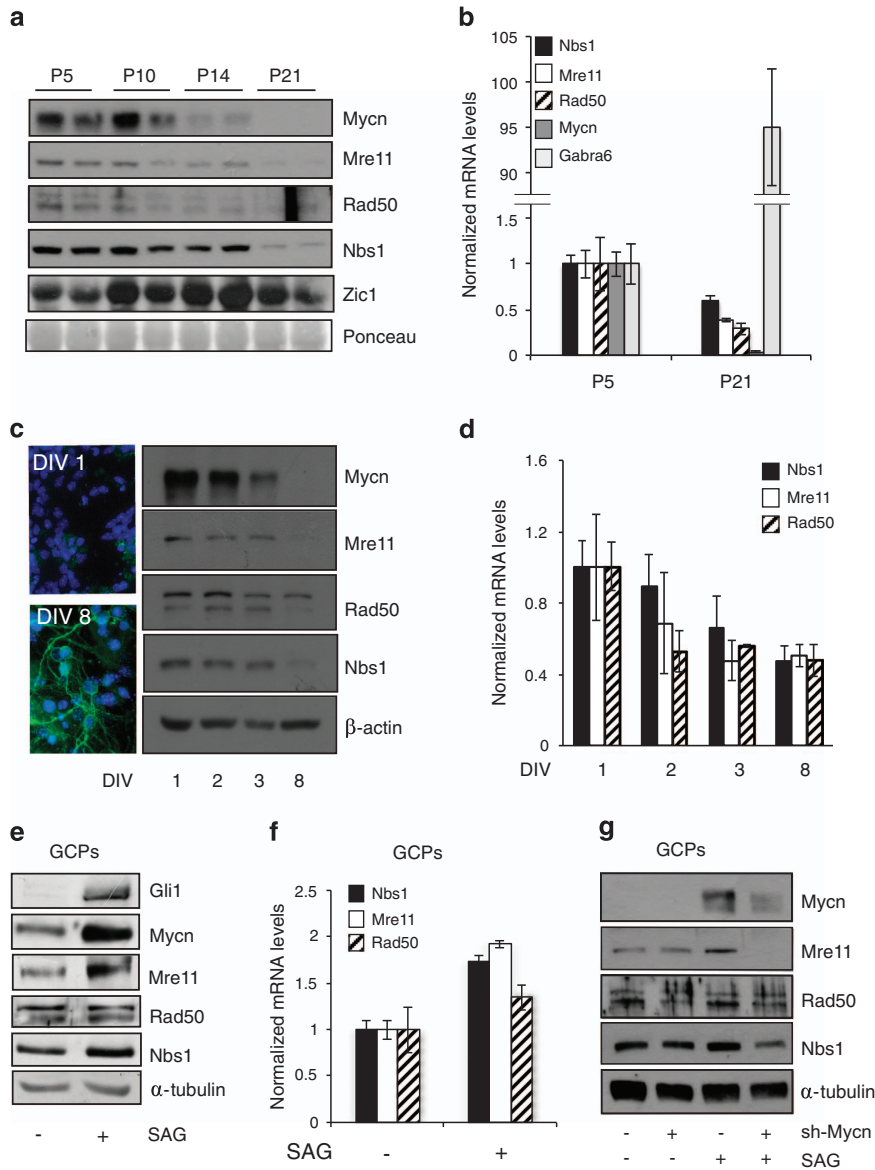 a
P5 P10 P14 P21
Mycn
Mre11
Rad50
Nbs1
Zic1
Ponceau
b
Normalized mRNA levels
105
100
95
90
1.5
1
0.5
0
Nbs1
Mre11
Rad50
Mycn
Gabra6
P5 P21
c
DIV 1
DIV 8
Mycn
Mre11
Rad50
Nbs1
β-actin
DIV 1 2 3 8
d
Normalized mRNA levels
1.6
1.2
0.8
0.4
0
Nbs1
Mre11
Rad50
DIV 1 2 3 8
e
GCPs
Gli1
Mycn
Mre11
Rad50
Nbs1
α-tubulin
- + SAG
f
GCPs
Normalized mRNA levels
2.5
2
1.5
1
0.5
0
Nbs1
Mre11
Rad50
SAG - +
g
GCPs
Mycn
Mre11
Rad50
Nbs1
α-tubulin
- + - + sh-Mycn
- - + + SAG